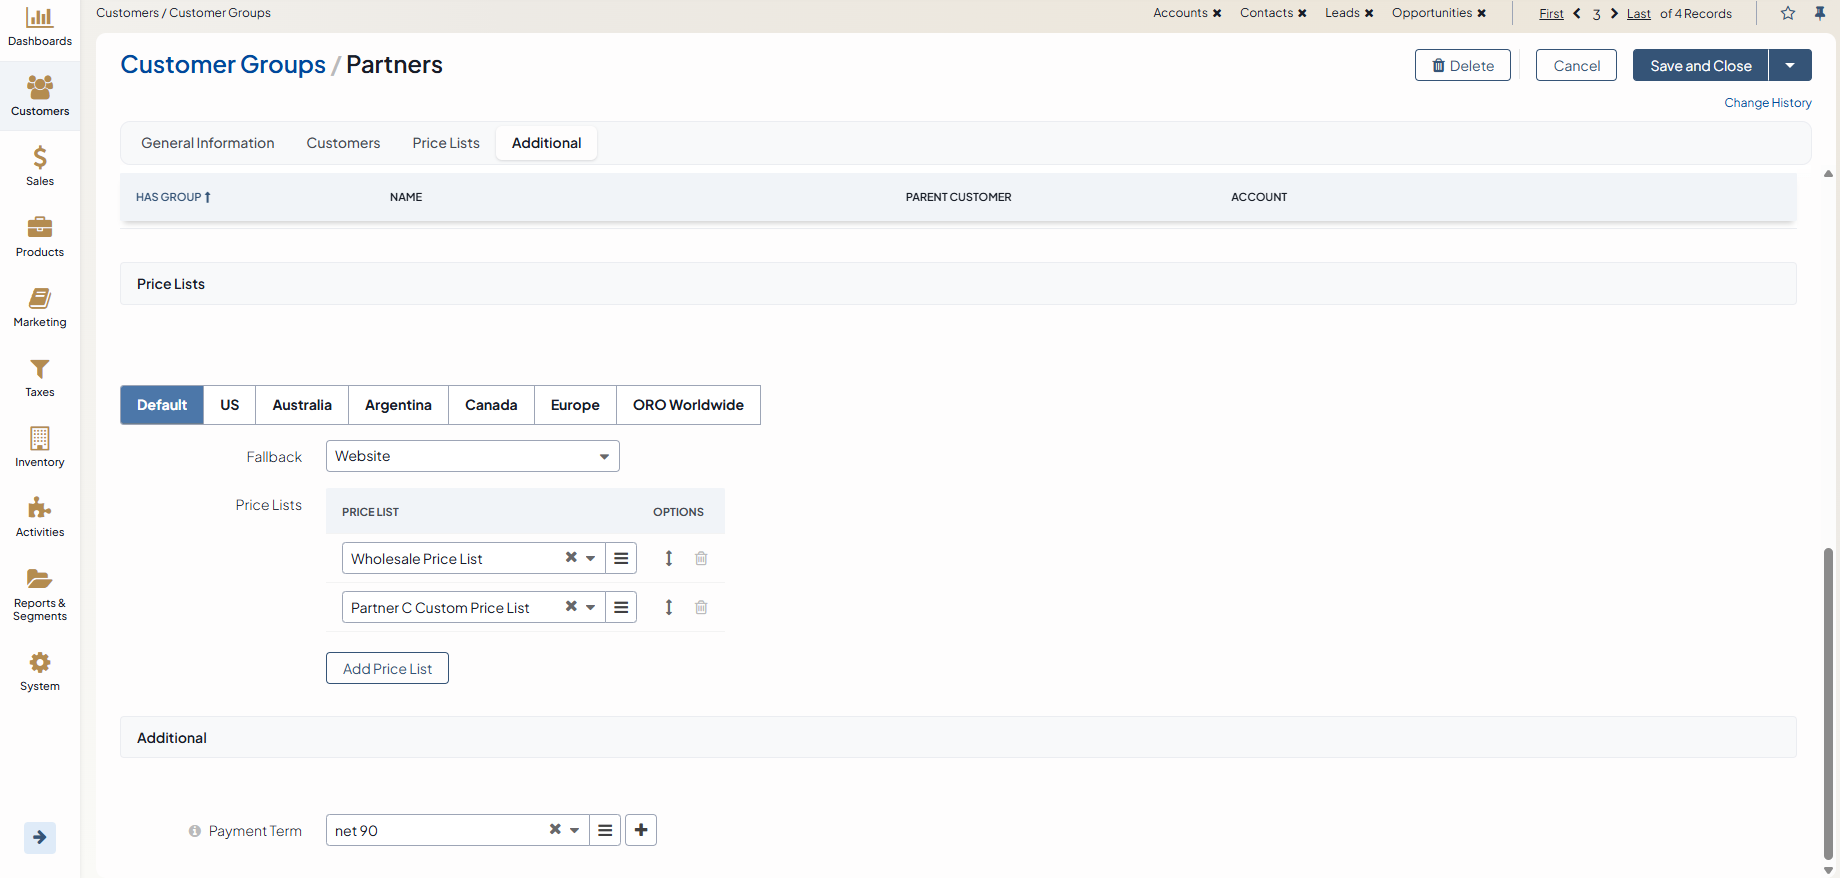 Customers / Customer Groups
Accounts ✖ Contacts ✖ Leads ✖ Opportunities ✖
First 3 Last of 4 Records
Dashboards
Customers
Sales
Products
Marketing
Taxes
Inventory
Activities
Reports &
Segments
System
Customer Groups / Partners
Delete
Cancel
Save and Close
Change History
General Information
Customers
Price Lists
Additional
HAS GROUP
NAME
PARENT CUSTOMER
ACCOUNT
Price Lists
Default
US
Australia
Argentina
Canada
Europe
ORO Worldwide
Fallback
Website
Price Lists
PRICE LIST
OPTIONS
Wholesale Price List
Partner C Custom Price List
Add Price List
Additional
Payment Term
net 90